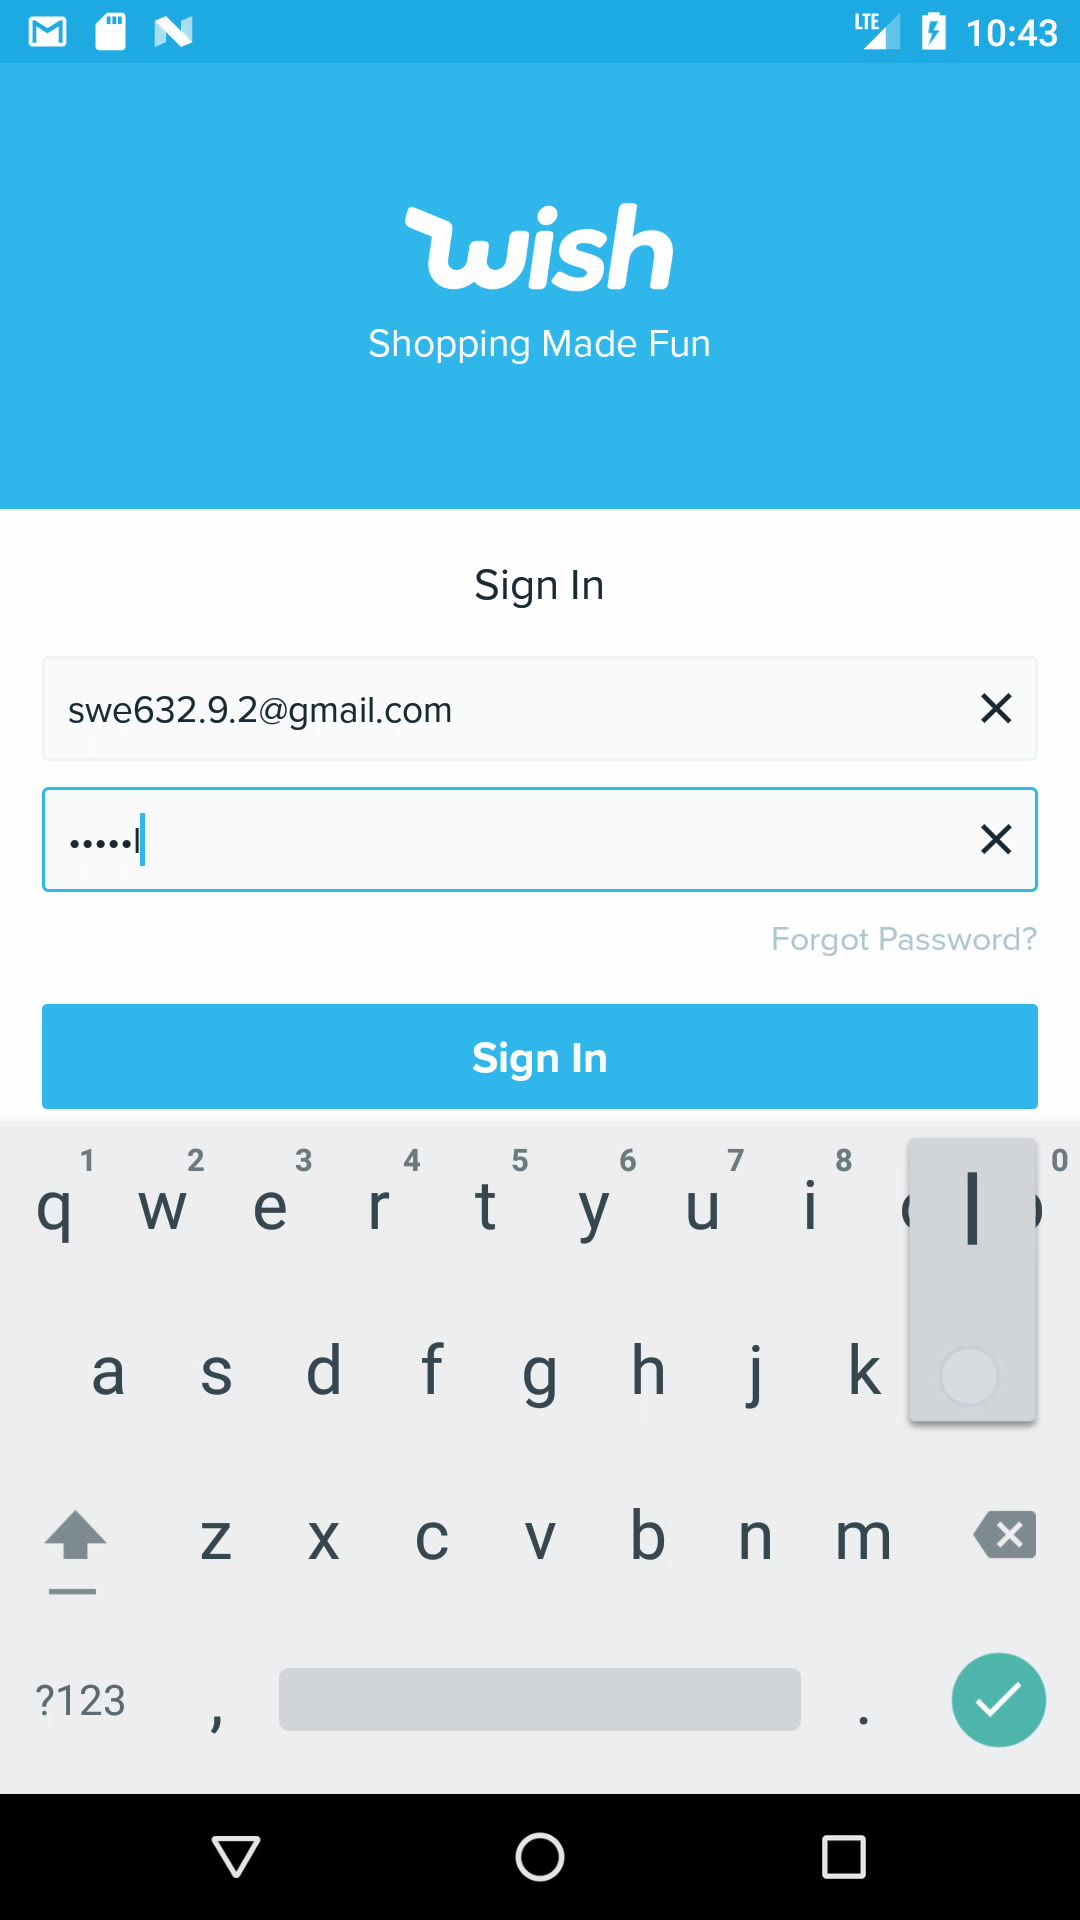 LTE 10:43
wish
Shopping Made Fun
Sign In
swe632.9.2@gmail.com
•••••l
Forgot Password?
Sign In
1 2 3 4 5 6 7 8 0
q w e r t y u i l
a s d f g h j k
z x c v b n m
?123 , .